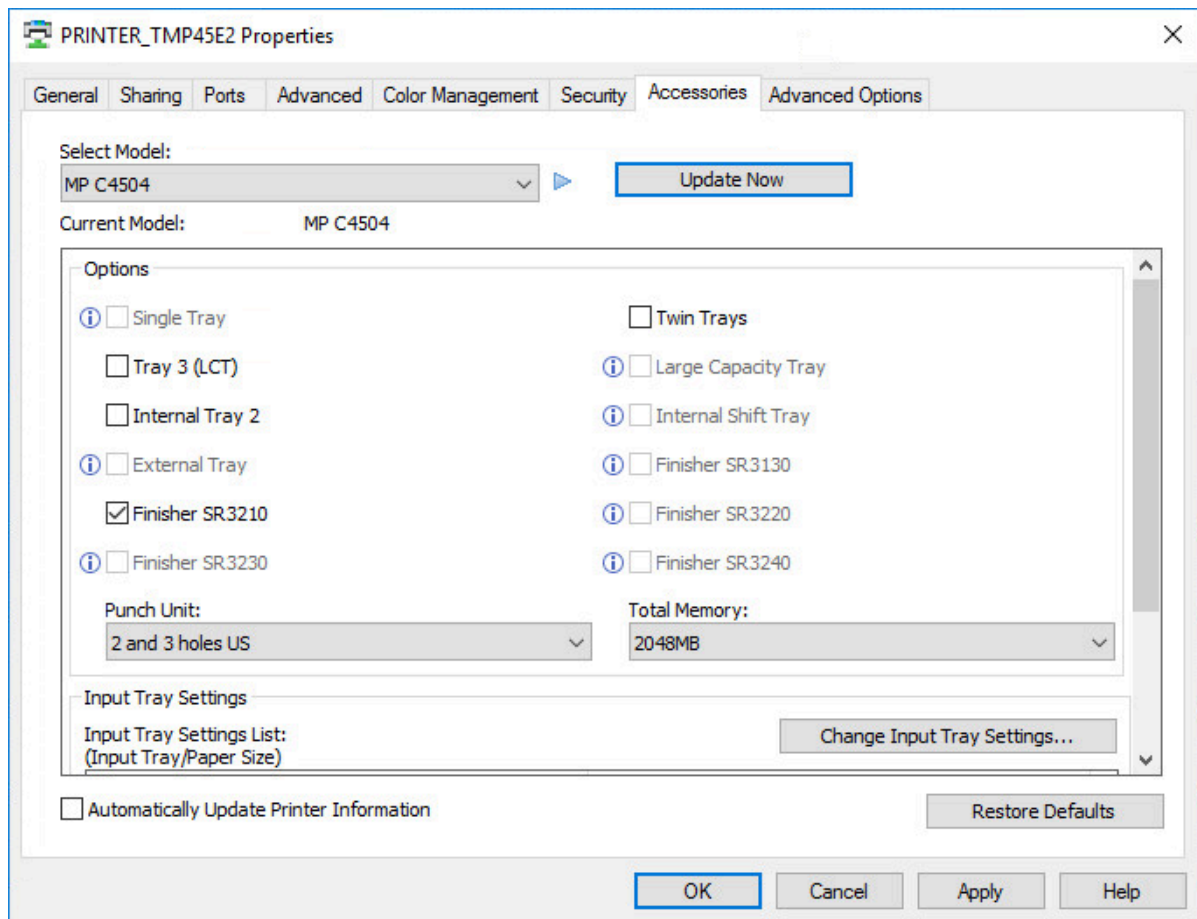 PRINTER_TMP45E2 Properties
General Sharing Ports Advanced Color Management Security Accessories Advanced Options
Select Model:
MP C4504 Update Now
Current Model: MP C4504
Options
Single Tray Twin Trays
Tray 3 (LCT) Large Capacity Tray
Internal Tray 2 Internal Shift Tray
External Tray Finisher SR3130
Finisher SR3210 Finisher SR3220
Finisher SR3230 Finisher SR3240
Punch Unit: Total Memory:
2 and 3 holes US 2048MB
Input Tray Settings
Input Tray Settings List: Change Input Tray Settings...
(Input Tray/Paper Size)
Automatically Update Printer Information Restore Defaults
OK Cancel Apply Help